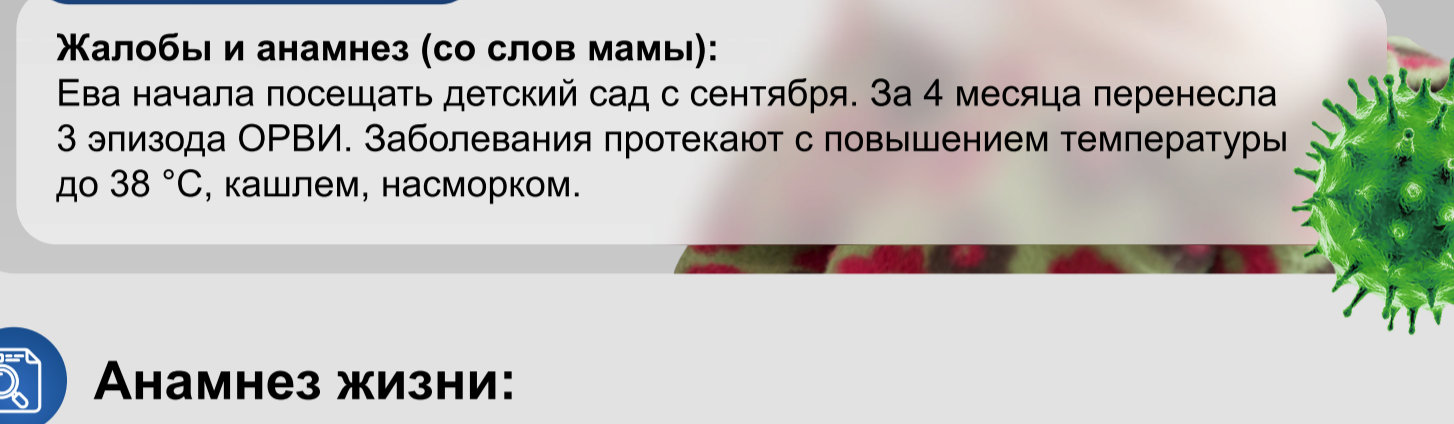 Жалобы и анамнез (со слов мамы):
Ева начала посещать детский сад с сентября. За 4 месяца перенесла
3 эпизода ОРВИ. Заболевания протекают с повышением температуры
до 38 °С, кашлем, насморком.
Анамнез жизни: